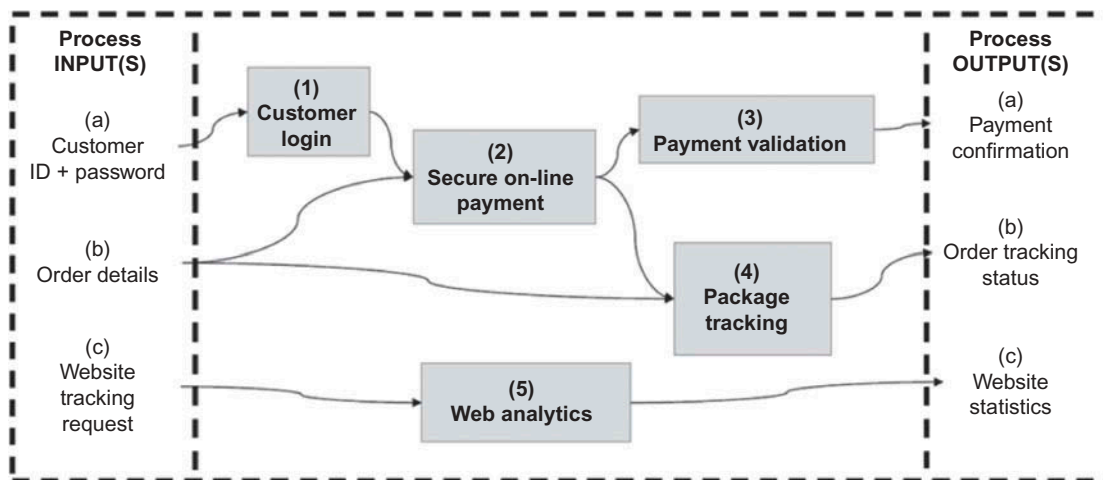 Process
INPUT(S)
(a)
Customer
ID + password
(b)
Order details
(c)
Website
tracking
request
(1)
Customer
login
(2)
Secure on-line
payment
(3)
Payment validation
(4)
Package
tracking
(5)
Web analytics
Process
OUTPUT(S)
(a)
Payment
confirmation
(b)
Order tracking
status
(c)
Website
statistics